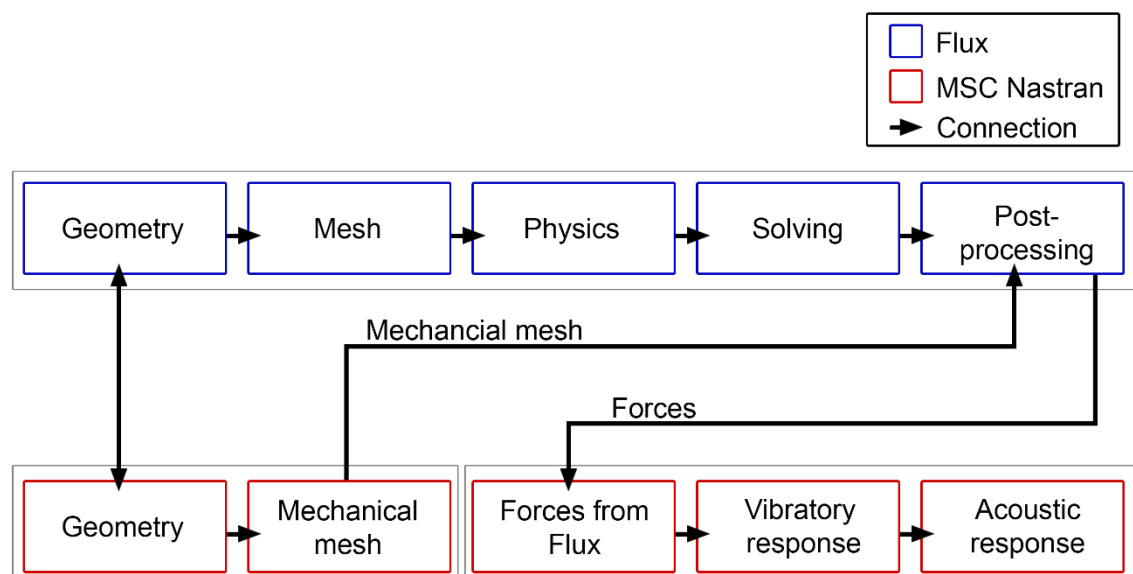 Flux
MSC Nastran
Connection
Geometry
Mesh
Physics
Solving
Post-
processing
Mechancial mesh
Forces
Geometry
Mechanical
mesh
Forces from
Flux
Vibratory
response
Acoustic
response